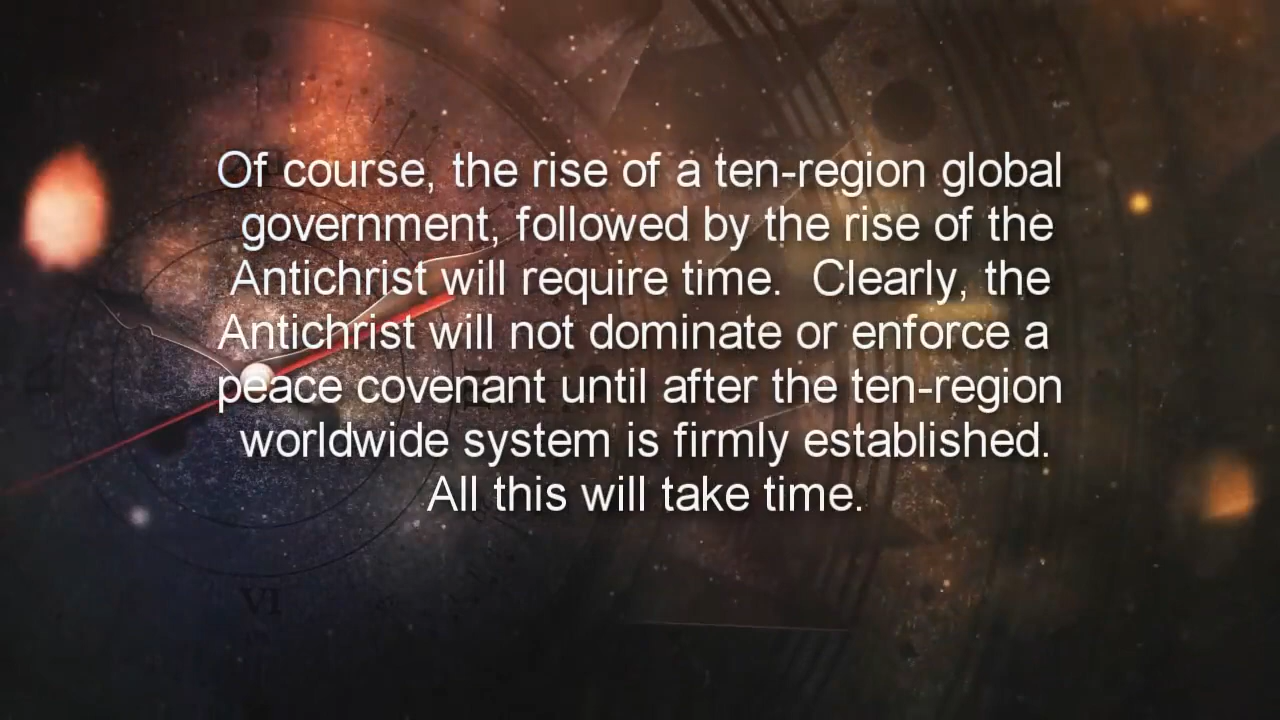 Of course, the rise of a ten-region global
government, followed by the rise of the
Antichrist will require time.  Clearly, the
Antichrist will not dominate or enforce a
peace covenant until after the ten-region
worldwide system is firmly established.
All this will take time.
VI